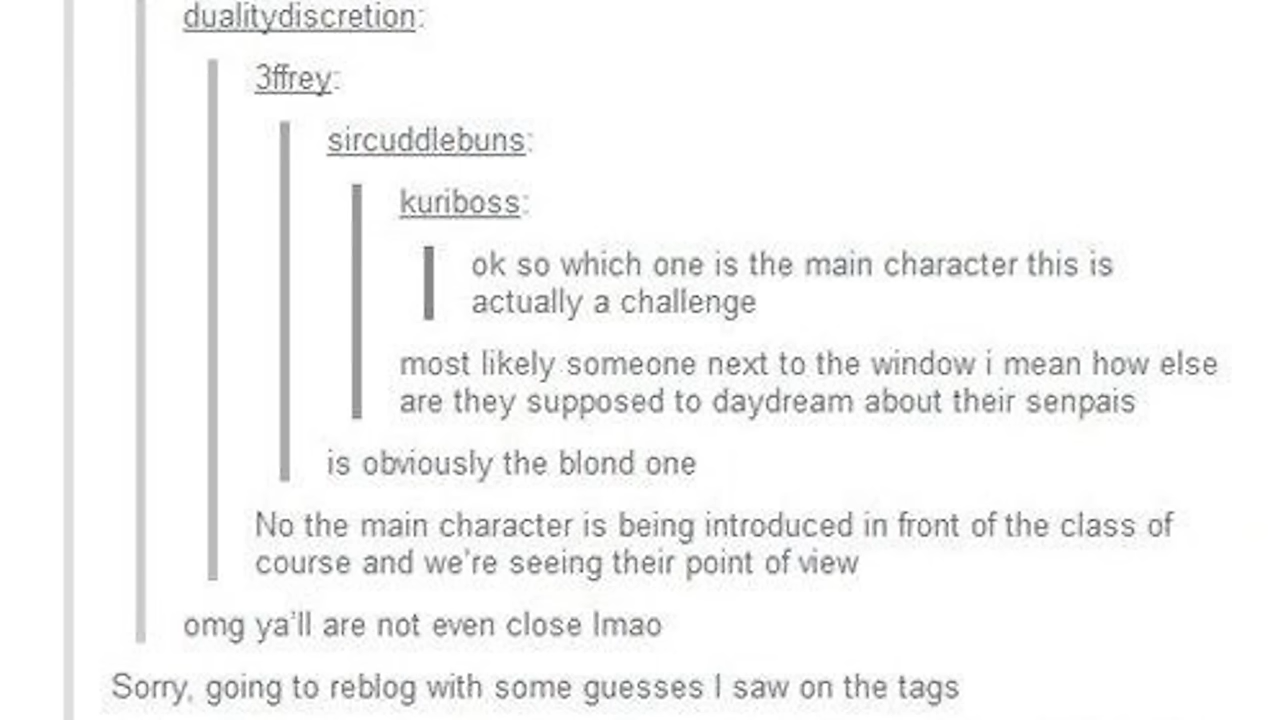 dualitydiscretion:
3ffrey:
sircuddlebuns:
kuriboss:
ok so which one is the main character this is
actually a challenge
most likely someone next to the window i mean how else
are they supposed to daydream about their senpais
is obviously the blond one
No the main character is being introduced in front of the class of
course and we're seeing their point of view
omg ya'll are not even close lmao
Sorry, going to reblog with some guesses I saw on the tags